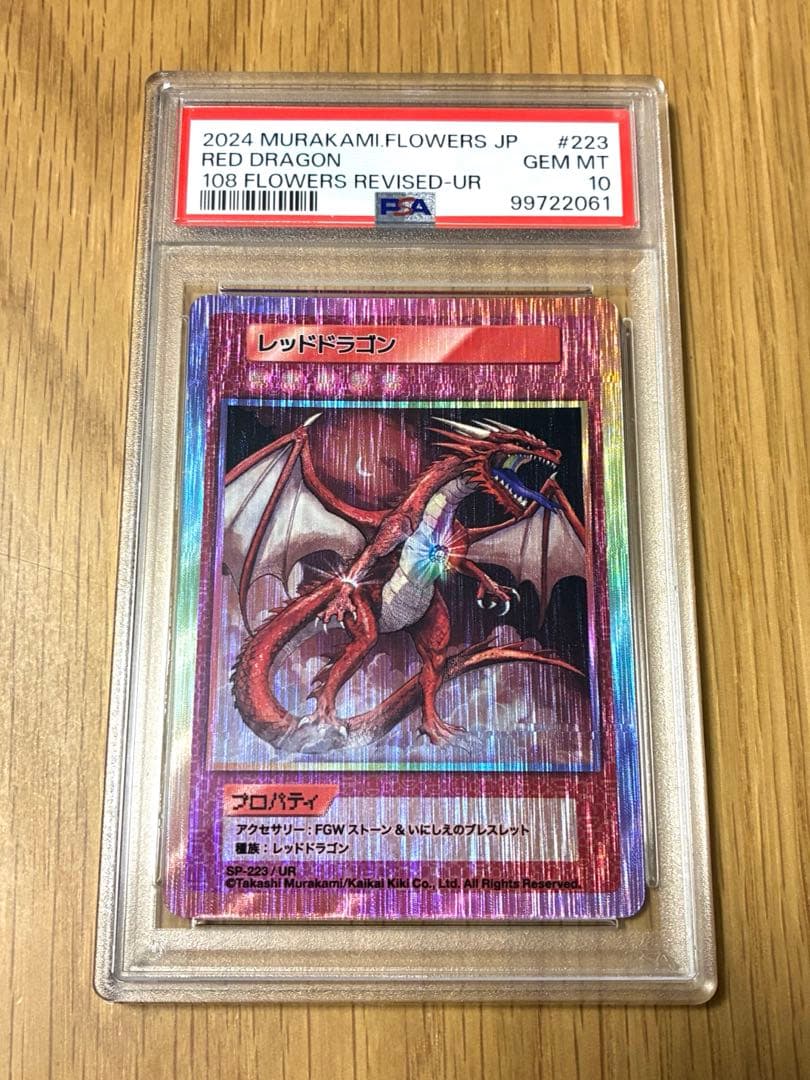 2024 MURAKAMI.FLOWERS JP #223
RED DRAGON GEM MT
108 FLOWERS REVISED-UR 10
PSA 99722061
レッドドラゴン
プロパティ
アクセサリー : FGW ストーン & いにしえのブレスレット
種族 : レッドドラゴン
SP-223 / UR
©Takashi Murakami/Kaikai Kiki Co., Ltd. All Rights Reserved.